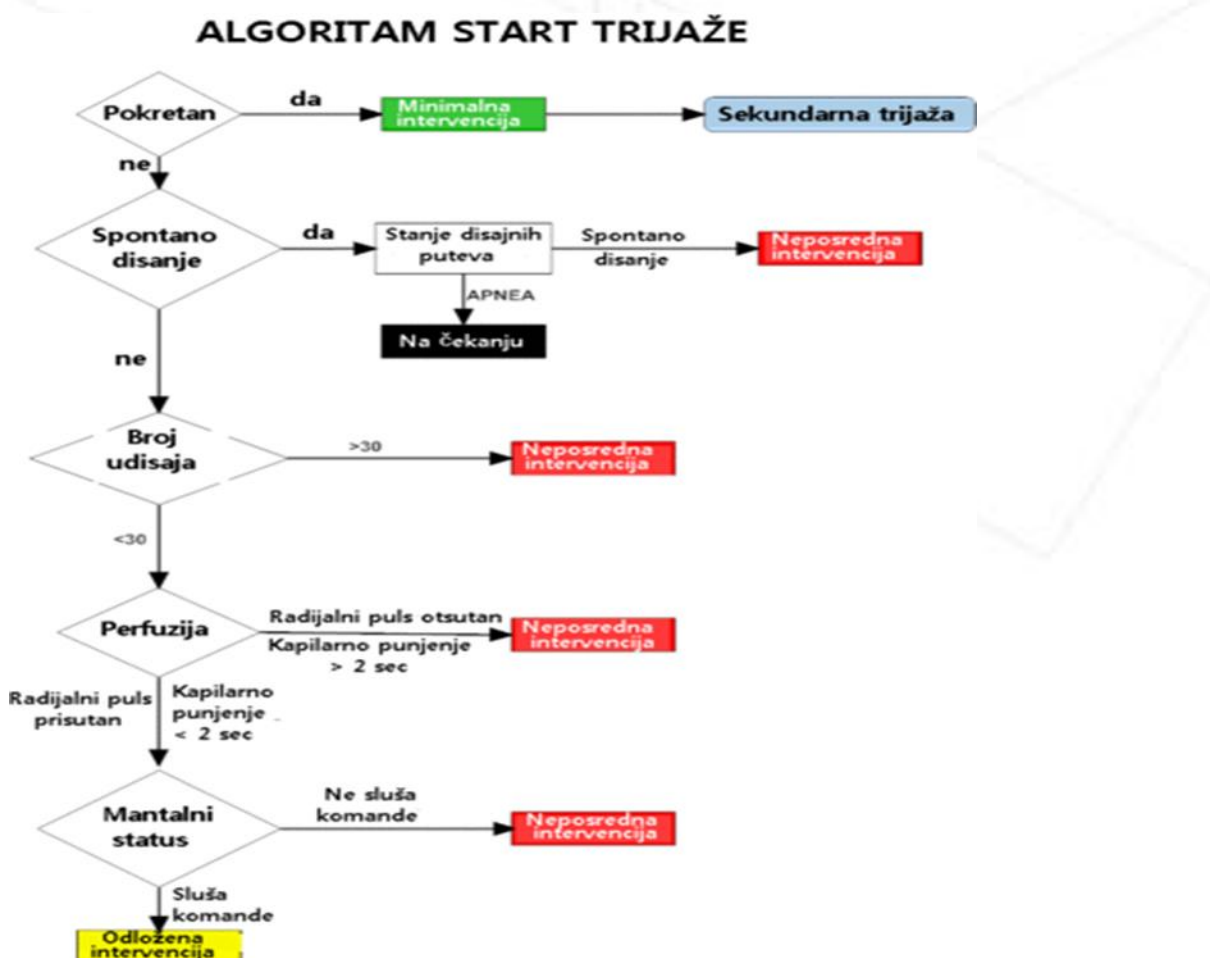 ALGORITAM START TRIJAŽE
Pokretan
da
Minimalna
intervencija
Sekundarna trijaža
ne
Spontano
disanje
da
Stanje disajnih
puteva
Spontano
disanje
Neposredna
intervencija
APNEA
Na čekanju
ne
Broj
udisaja
>30
Neposredna
intervencija
<30
Perfuzija
Radijalni puls otsutan
Kapilarno punjenje
> 2 sec
Neposredna
intervencija
Radijalni puls
prisutan
Kapilarno
punjenje
< 2 sec
Mantalni
status
Ne sluša
komande
Neposredna
intervencija
Sluša
komande
Odložena
intervencija